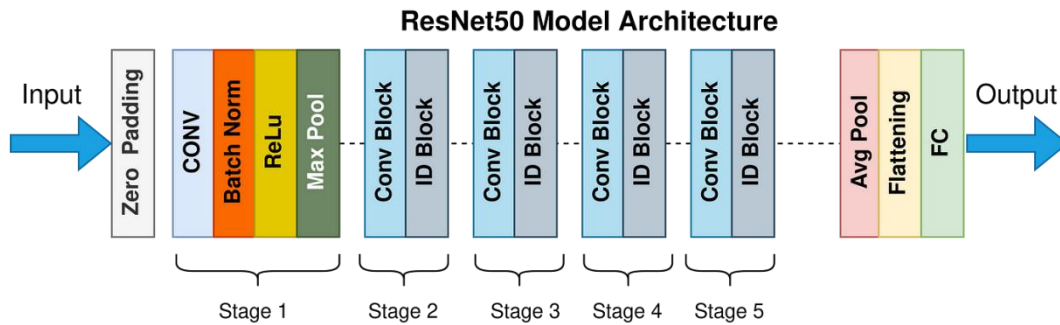 ResNet50 Model Architecture
Input
Zero Padding
CONV
Batch Norm
ReLu
Max Pool
Conv Block
ID Block
Conv Block
ID Block
Conv Block
ID Block
Conv Block
ID Block
Avg Pool
Flattening
FC
Output
Stage 1
Stage 2
Stage 3
Stage 4
Stage 5